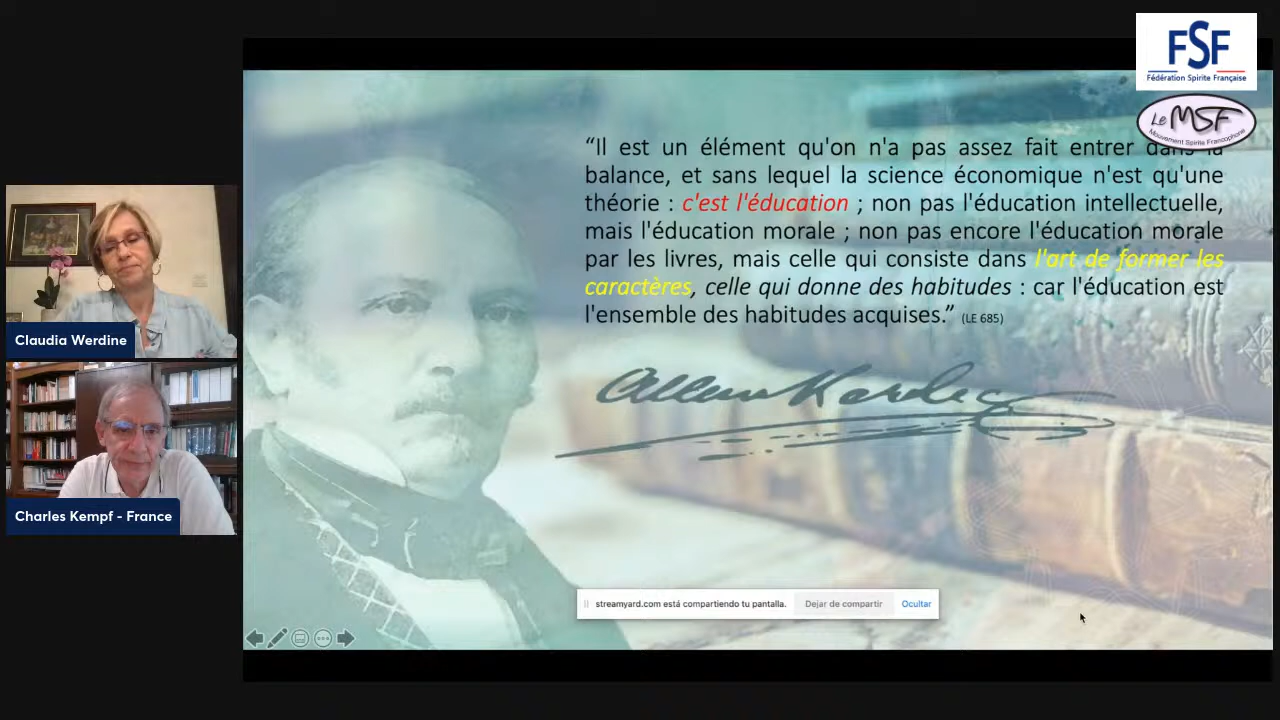 FSF
Fédération Spirite Française
Le MSF
Mouvement Spirite Francophone
“Il est un élément qu'on n'a pas assez fait entrer dans la
balance, et sans lequel la science économique n'est qu'une
théorie : c'est l'éducation ; non pas l'éducation intellectuelle,
mais l'éducation morale ; non pas encore l'éducation morale
par les livres, mais celle qui consiste dans l'art de former les
caractères, celle qui donne des habitudes : car l'éducation est
l'ensemble des habitudes acquises.” (LE 685)
Allan Kardec
Claudia Werdine
Charles Kempf - France
streamyard.com está compartiendo tu pantalla.
Dejar de compartir
Ocultar